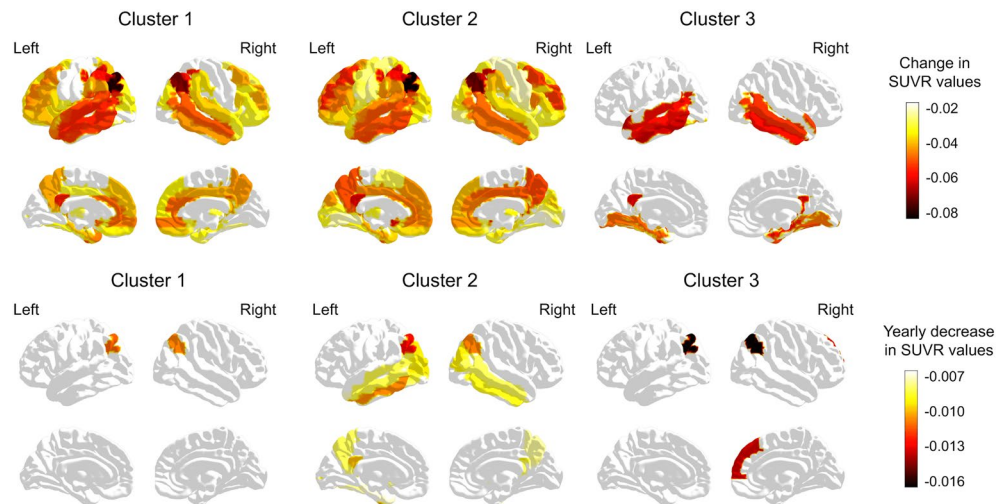 Cluster 1
Cluster 2
Cluster 3
Left
Right
Left
Right
Left
Right
Change in
SUVR values
-0.02
-0.04
-0.06
-0.08
Cluster 1
Cluster 2
Cluster 3
Left
Right
Left
Right
Left
Right
Yearly decrease
in SUVR values
-0.007
-0.010
-0.013
-0.016